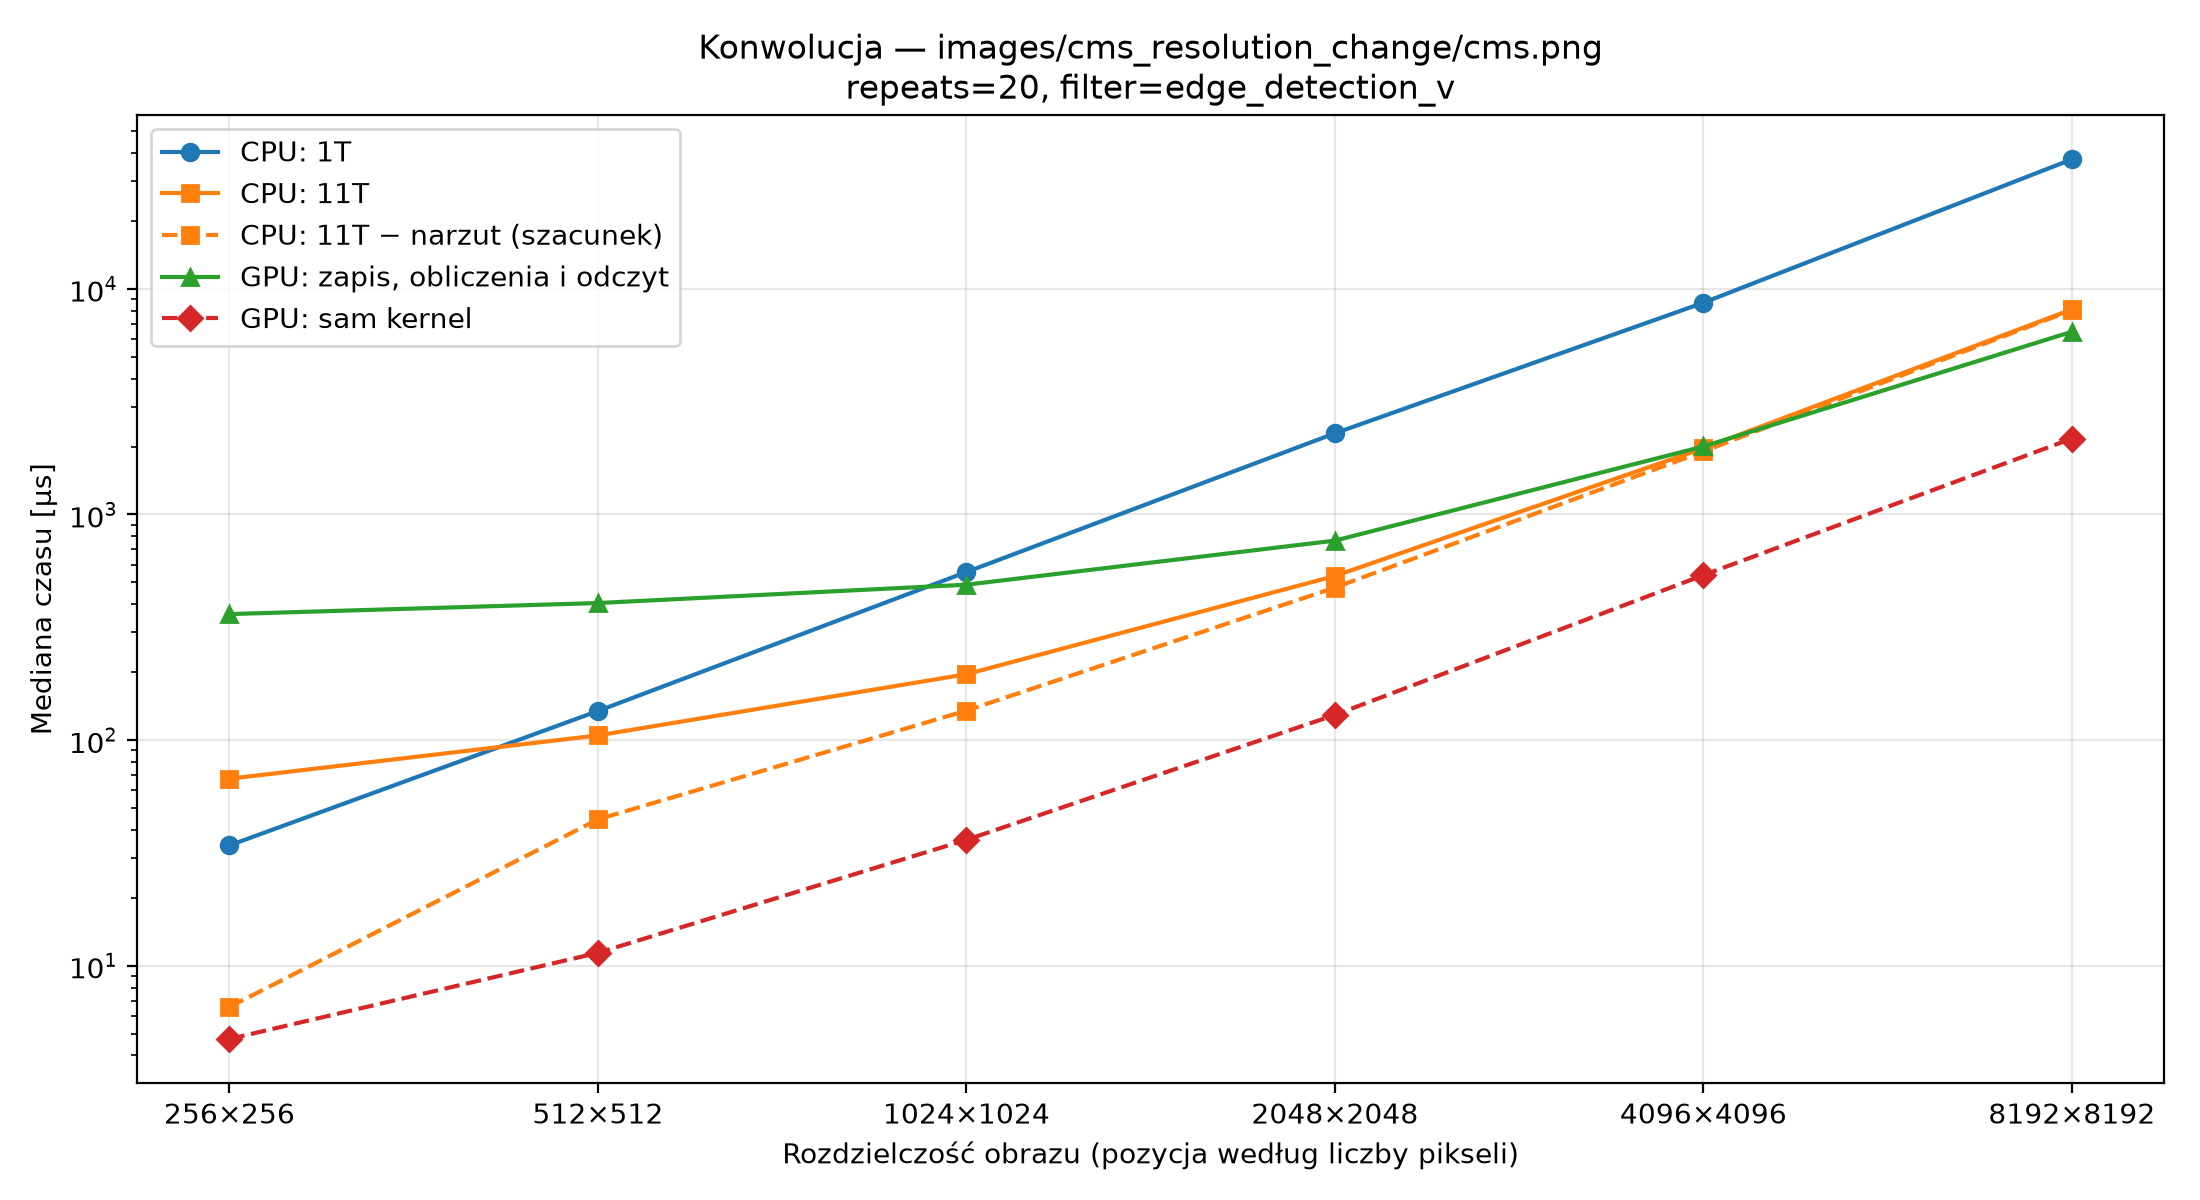 Konwolucja — images/cms_resolution_change/cms.png
repeats=20, filter=edge_detection_v
CPU: 1T
CPU: 11T
CPU: 11T − narzut (szacunek)
GPU: zapis, obliczenia i odczyt
GPU: sam kernel
Mediana czasu [µs]
10⁴
10³
10²
10¹
256×256
512×512
1024×1024
2048×2048
4096×4096
8192×8192
Rozdzielczość obrazu (pozycja według liczby pikseli)